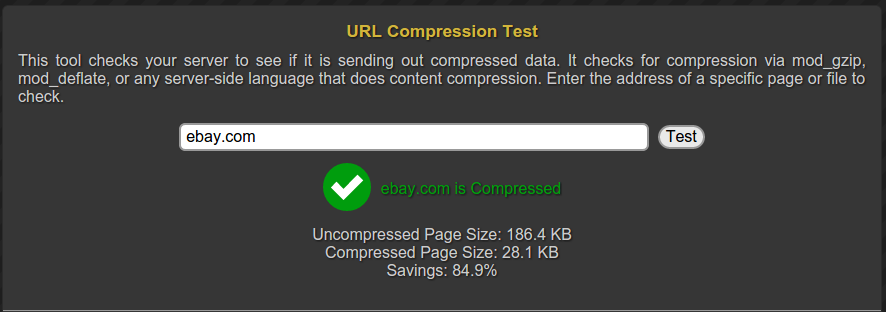 URL Compression Test
This tool checks your server to see if it is sending out compressed data. It checks for compression via mod_gzip,
mod_deflate, or any server-side language that does content compression. Enter the address of a specific page or file to
check.
ebay.com Test
ebay.com is Compressed
Uncompressed Page Size: 186.4 KB
Compressed Page Size: 28.1 KB
Savings: 84.9%